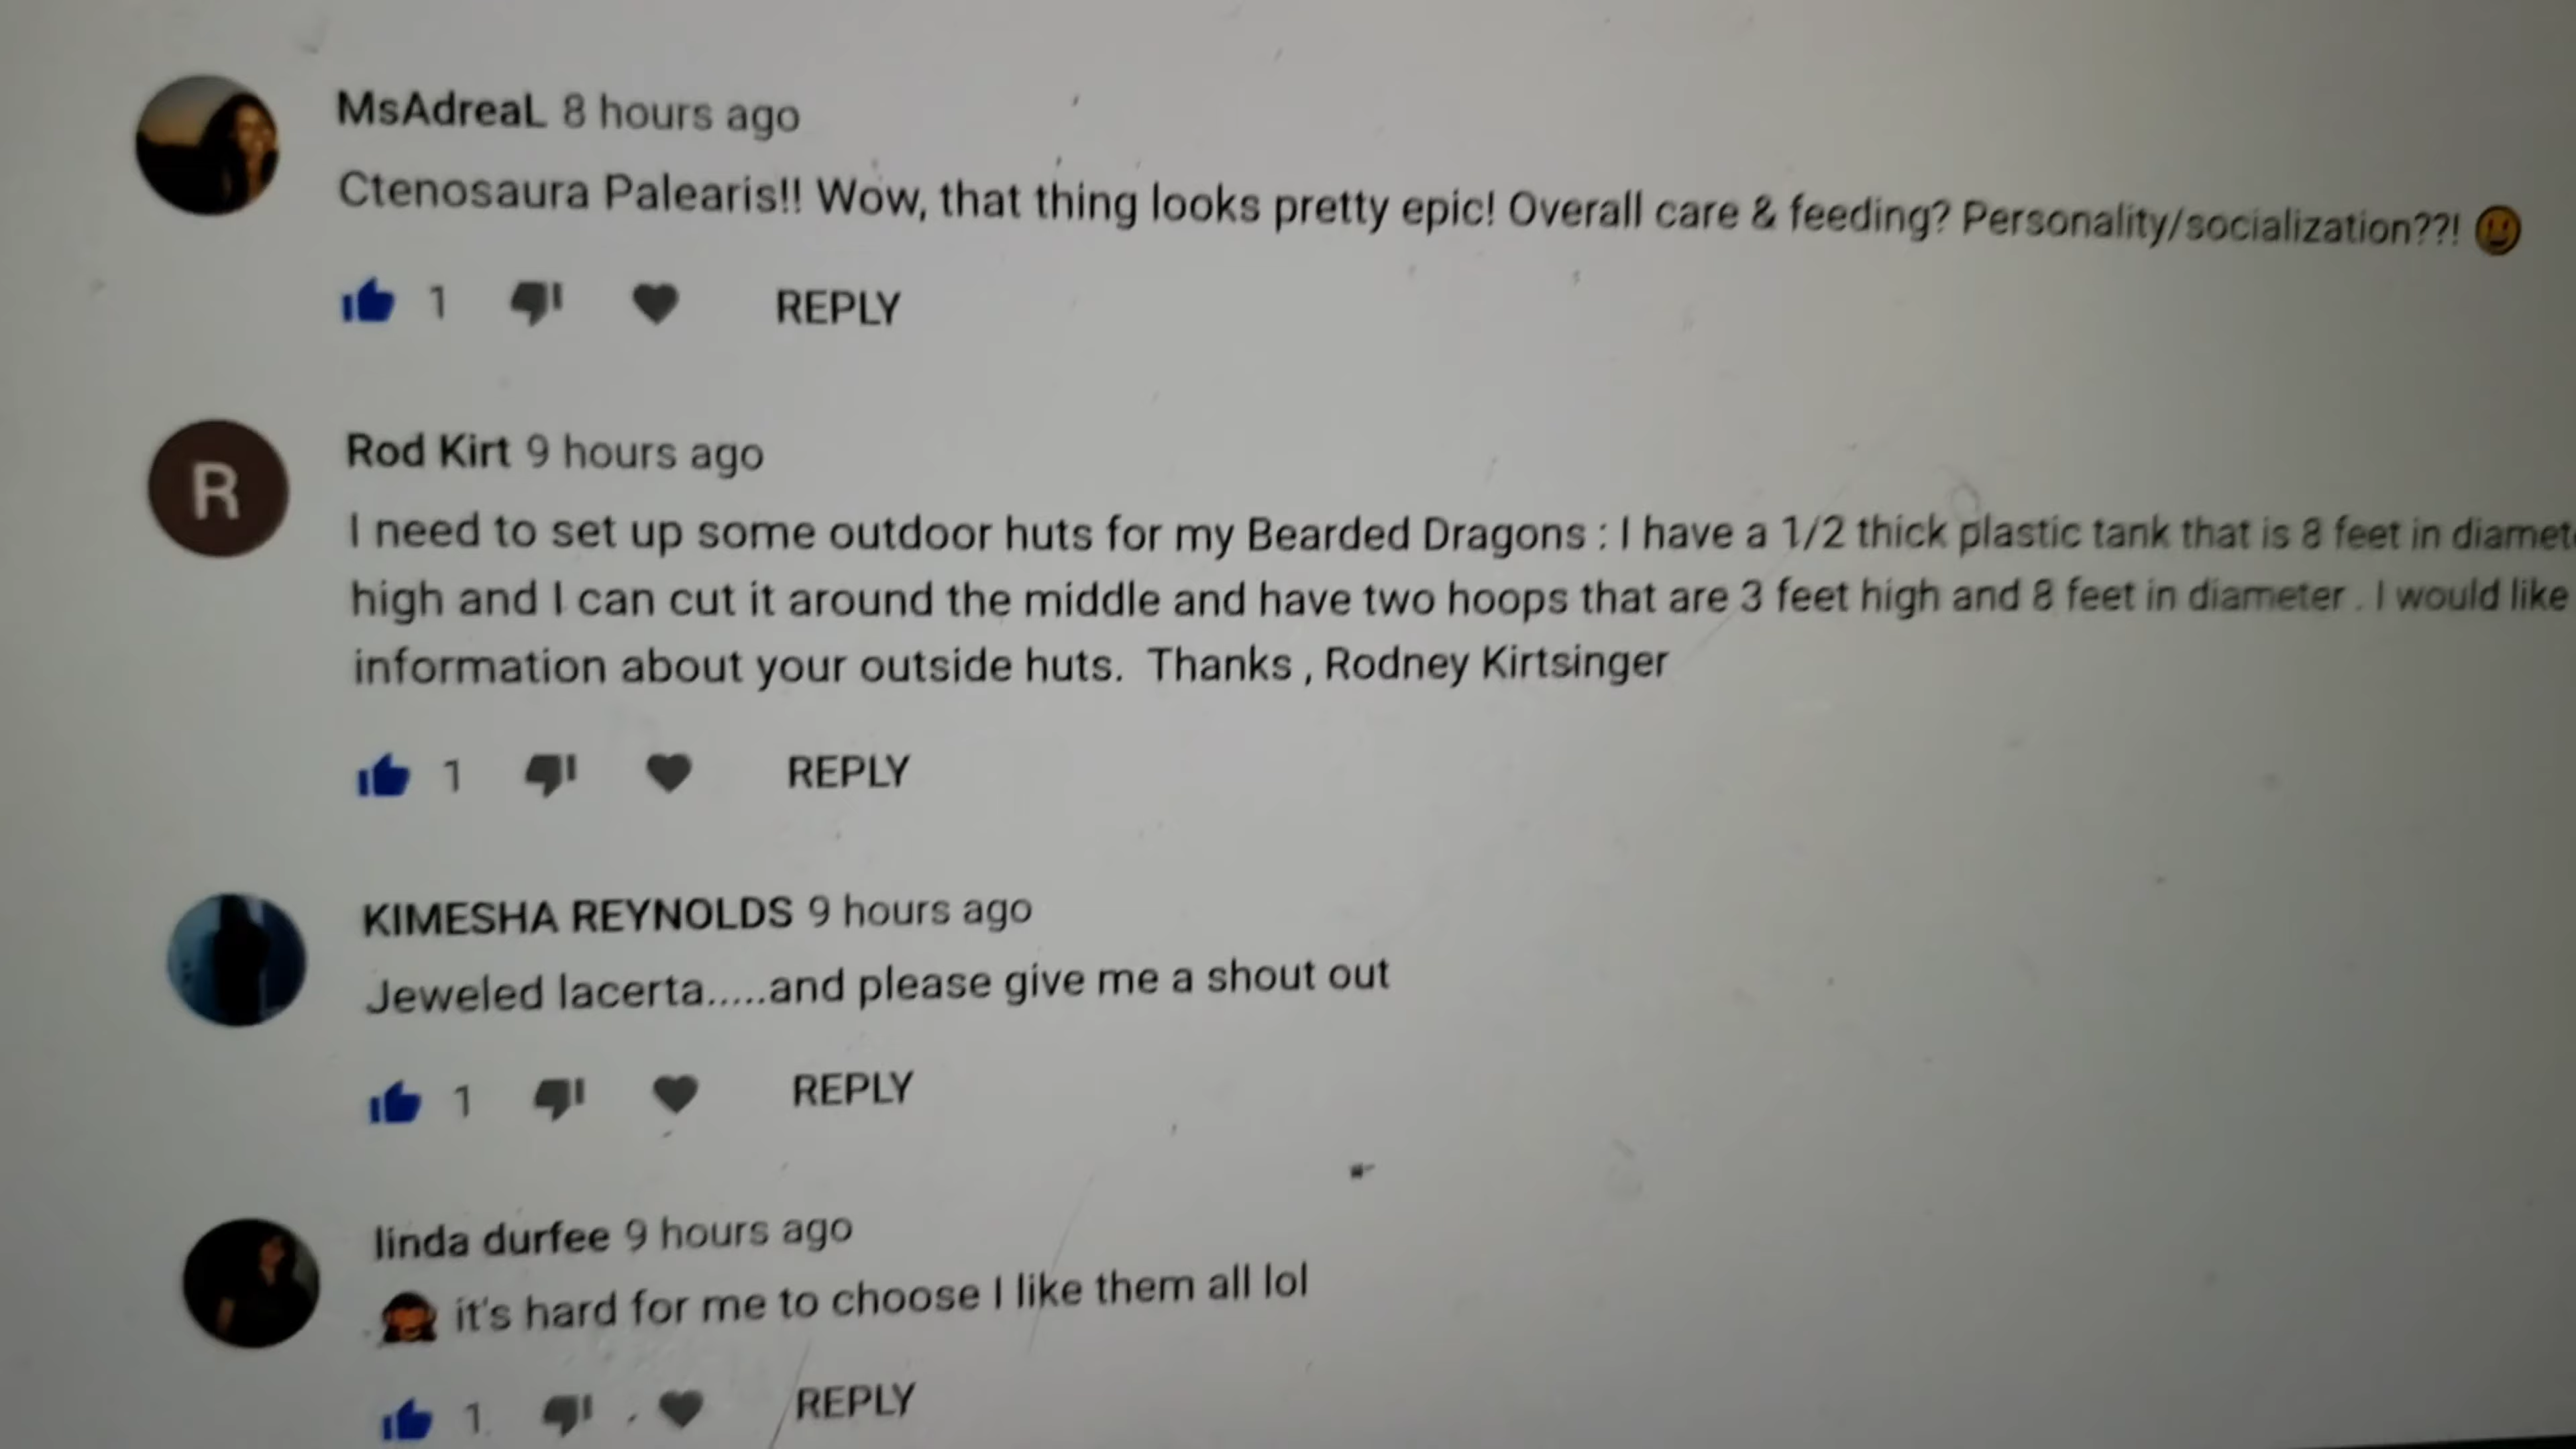 MsAdreaL 8 hours ago
Ctenosaura Palearis!! Wow, that thing looks pretty epic! Overall care & feeding? Personality/socialization??! 😃
1 REPLY
R
Rod Kirt 9 hours ago
I need to set up some outdoor huts for my Bearded Dragons : I have a 1/2 thick plastic tank that is 8 feet in diamet
high and I can cut it around the middle and have two hoops that are 3 feet high and 8 feet in diameter . I would like
information about your outside huts. Thanks , Rodney Kirtsinger
1 REPLY
KIMESHA REYNOLDS 9 hours ago
Jeweled lacerta.....and please give me a shout out
1 REPLY
linda durfee 9 hours ago
🙈 it's hard for me to choose I like them all lol
1 REPLY